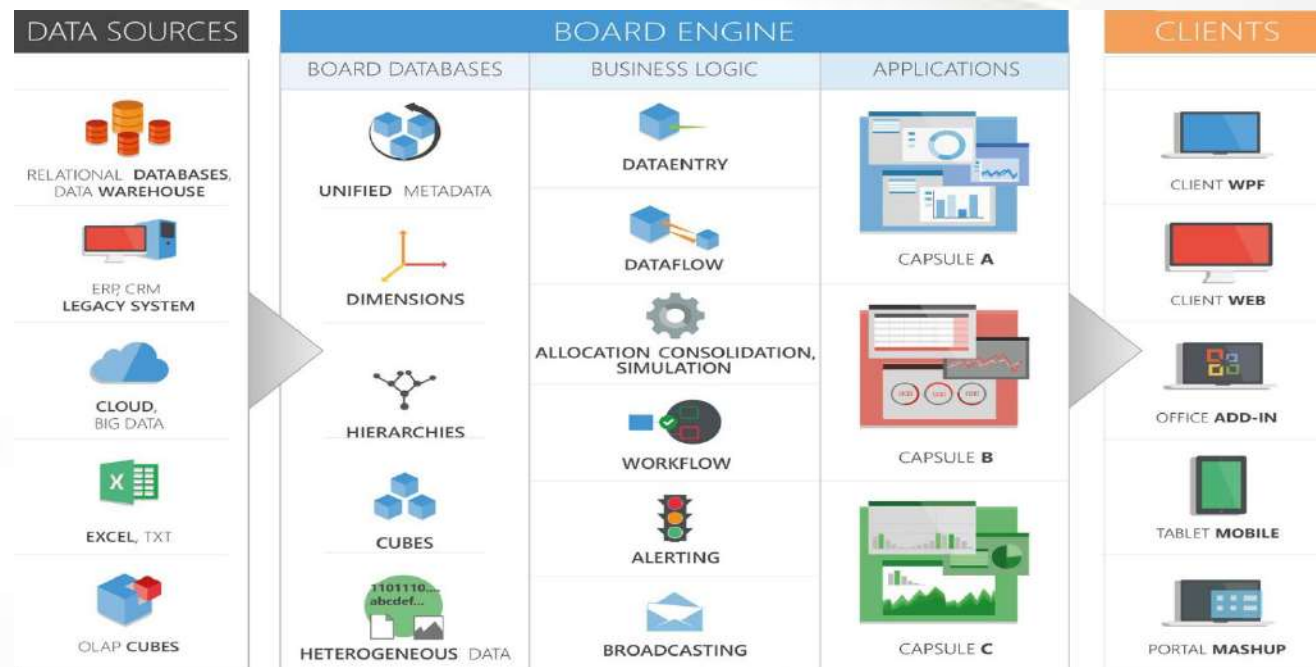 DATA SOURCES
RELATIONAL DATABASES,
DATA WAREHOUSE
ERP, CRM
LEGACY SYSTEM
CLOUD,
BIG DATA
EXCEL, TXT
OLAP CUBES
BOARD ENGINE
BOARD DATABASES
UNIFIED METADATA
DIMENSIONS
HIERARCHIES
CUBES
1101110....
abcdef...
HETEROGENEOUS DATA
BUSINESS LOGIC
DATAENTRY
DATAFLOW
ALLOCATION CONSOLIDATION,
SIMULATION
WORKFLOW
ALERTING
BROADCASTING
APPLICATIONS
CAPSULE A
CAPSULE B
CAPSULE C
CLIENTS
CLIENT WPF
CLIENT WEB
OFFICE ADD-IN
TABLET MOBILE
PORTAL MASHUP